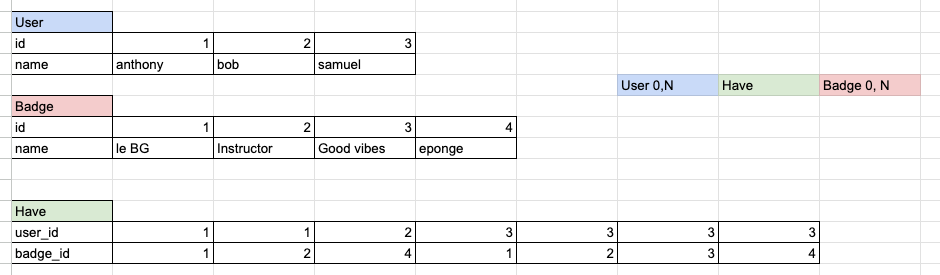 User
id 1 2 3
name anthony bob samuel
User 0,N Have Badge 0, N
Badge
id 1 2 3 4
name le BG Instructor Good vibes eponge
Have
user_id 1 1 2 3 3 3 3
badge_id 1 2 4 1 2 3 4